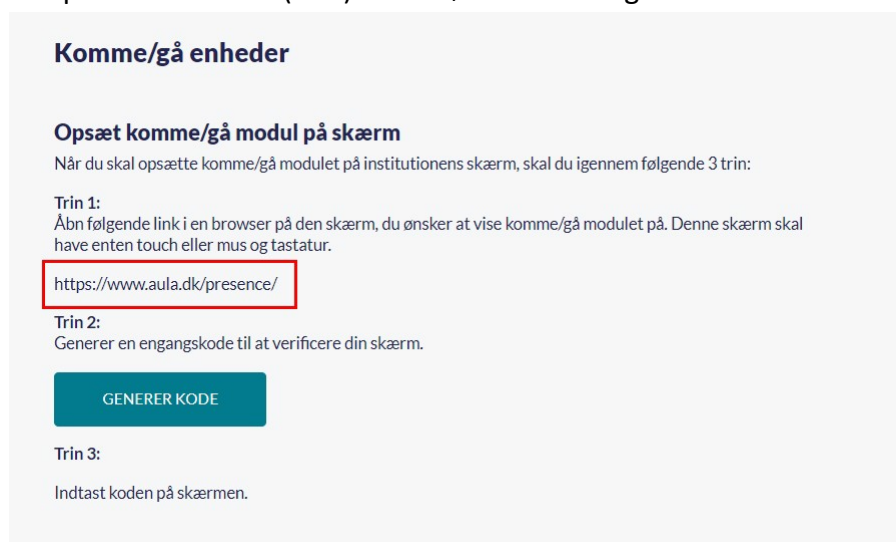 Komme/gå enheder
Opsæt komme/gå modul på skærm
Når du skal opsætte komme/gå modulet på institutionens skærm, skal du igennem følgende 3 trin:
Trin 1:
Åbn følgende link i en browser på den skærm, du ønsker at vise komme/gå modulet på. Denne skærm skal
have enten touch eller mus og tastatur.
https://www.aula.dk/presence/
Trin 2:
Generer en engangskode til at verificere din skærm.
GENERER KODE
Trin 3:
Indtast koden på skærmen.